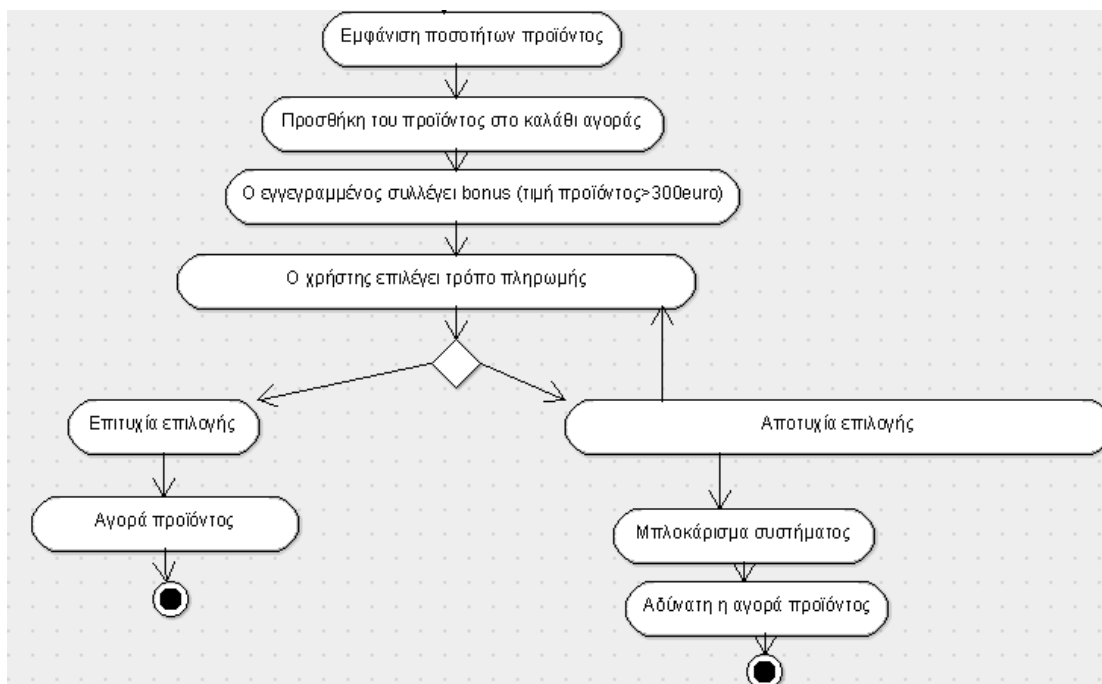 Εμφάνιση ποσοτήτων προϊόντος
Προσθήκη του προϊόντος στο καλάθι αγοράς
Ο εγγεγραμμένος συλλέγει bonus (τιμή προϊόντος>300euro)
Ο χρήστης επιλέγει τρόπο πληρωμής
Επιτυχία επιλογής
Αποτυχία επιλογής
Αγορά προϊόντος
Μπλοκάρισμα συστήματος
Αδύνατη η αγορά προϊόντος